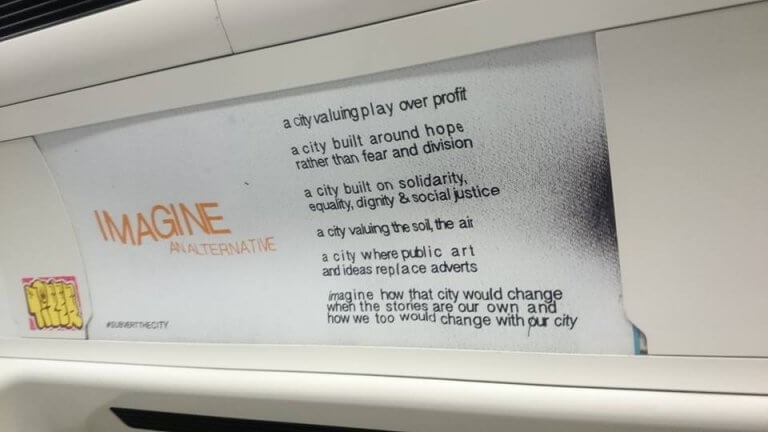 IMAGINE
AN ALTERNATIVE
a city valuing play over profit
a city built around hope
rather than fear and division
a city built on solidarity,
equality, dignity & social justice
a city valuing the soil, the air
a city where public art
and ideas replace adverts
imagine how that city would change
when the stories are our own and
how we too would change with our city
#SUBVERTTHECITY